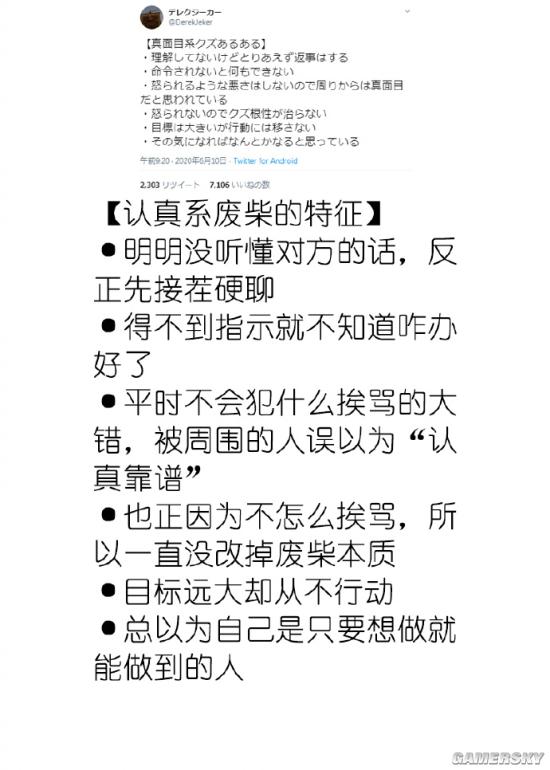 テレクジーカー
@DerekJeker
【真面目系クズあるある】
・理解してないけどとりあえず返事はする
・命令されないと何もできない
・怒られるような悪さはしないので周りからは真面目
だと思われている
・怒られないのでクズ根性が治らない
・目標は大きいが行動には移さない
・その気になればなんとかなると思っている
午前9:20 · 2020年6月10日 · Twitter for Android
2,303 リツイート 7,106 いいねの数
【认真系废柴的特征】
●明明没听懂对方的话，反
正先接茬硬聊
●得不到指示就不知道咋办
好了
●平时不会犯什么挨骂的大
错，被周围的人误以为“认
真靠谱”
●也正因为不怎么挨骂，所
以一直没改掉废柴本质
●目标远大却从不行动
●总以为自己是只要想做就
能做到的人
GAMERSKY